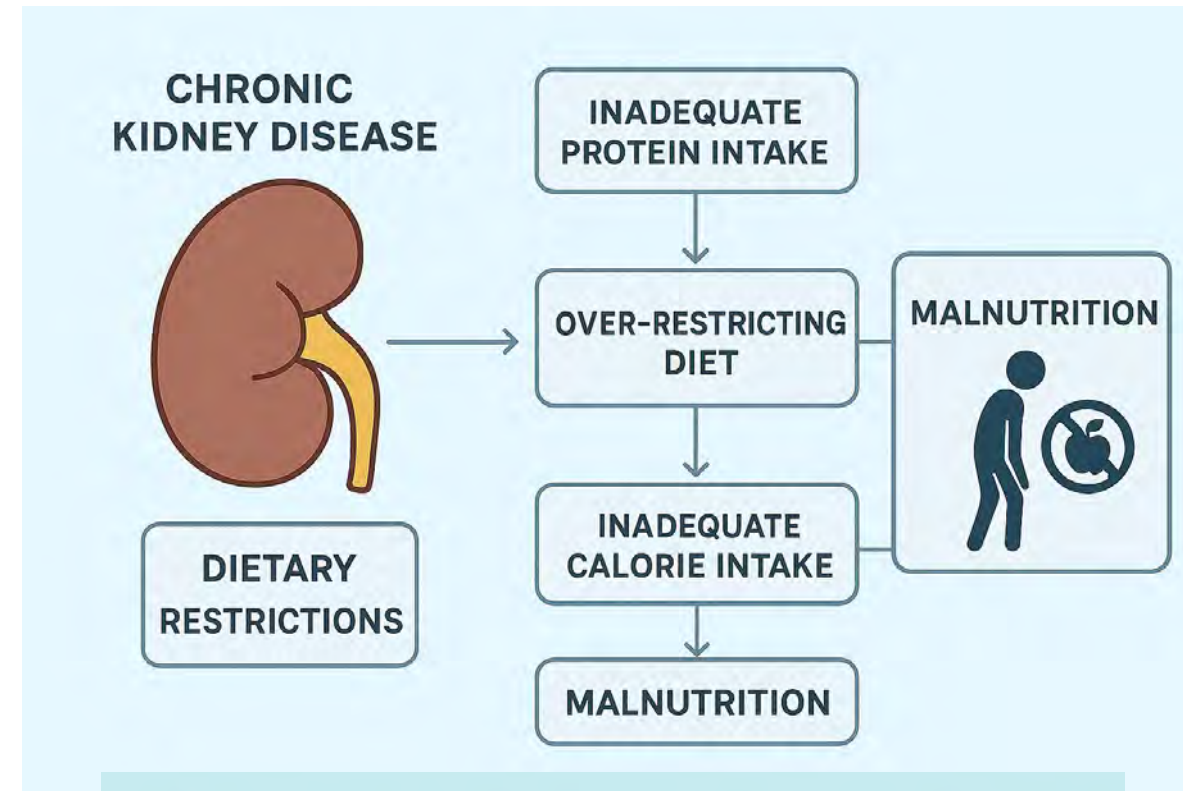 CHRONIC
KIDNEY DISEASE
DIETARY
RESTRICTIONS
INADEQUATE
PROTEIN INTAKE
OVER-RESTRICTING
DIET
INADEQUATE
CALORIE INTAKE
MALNUTRITION
MALNUTRITION